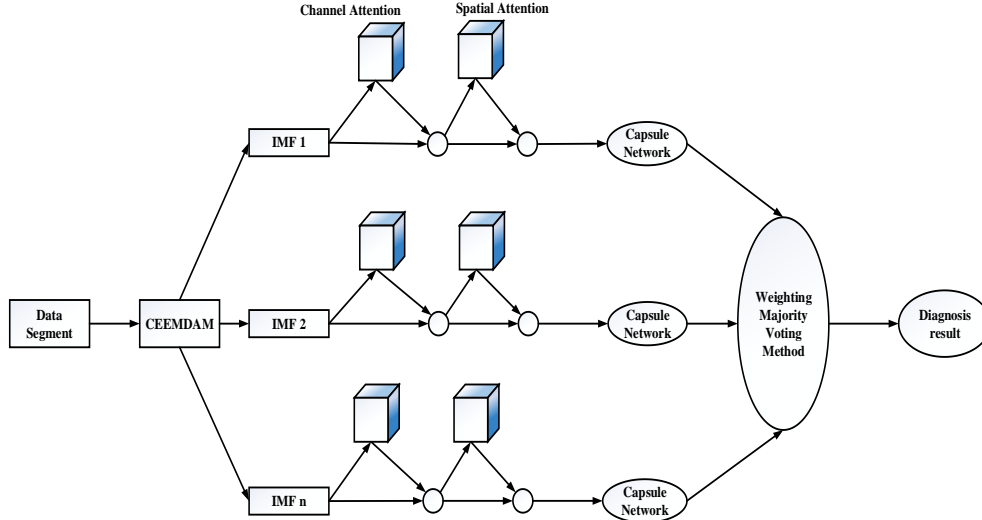 Channel Attention
Spatial Attention
IMF 1
Capsule
Network
Data
Segment
CEEMDAM
IMF 2
Capsule
Network
Weighting
Majority
Voting
Method
Diagnosis
result
IMF n
Capsule
Network